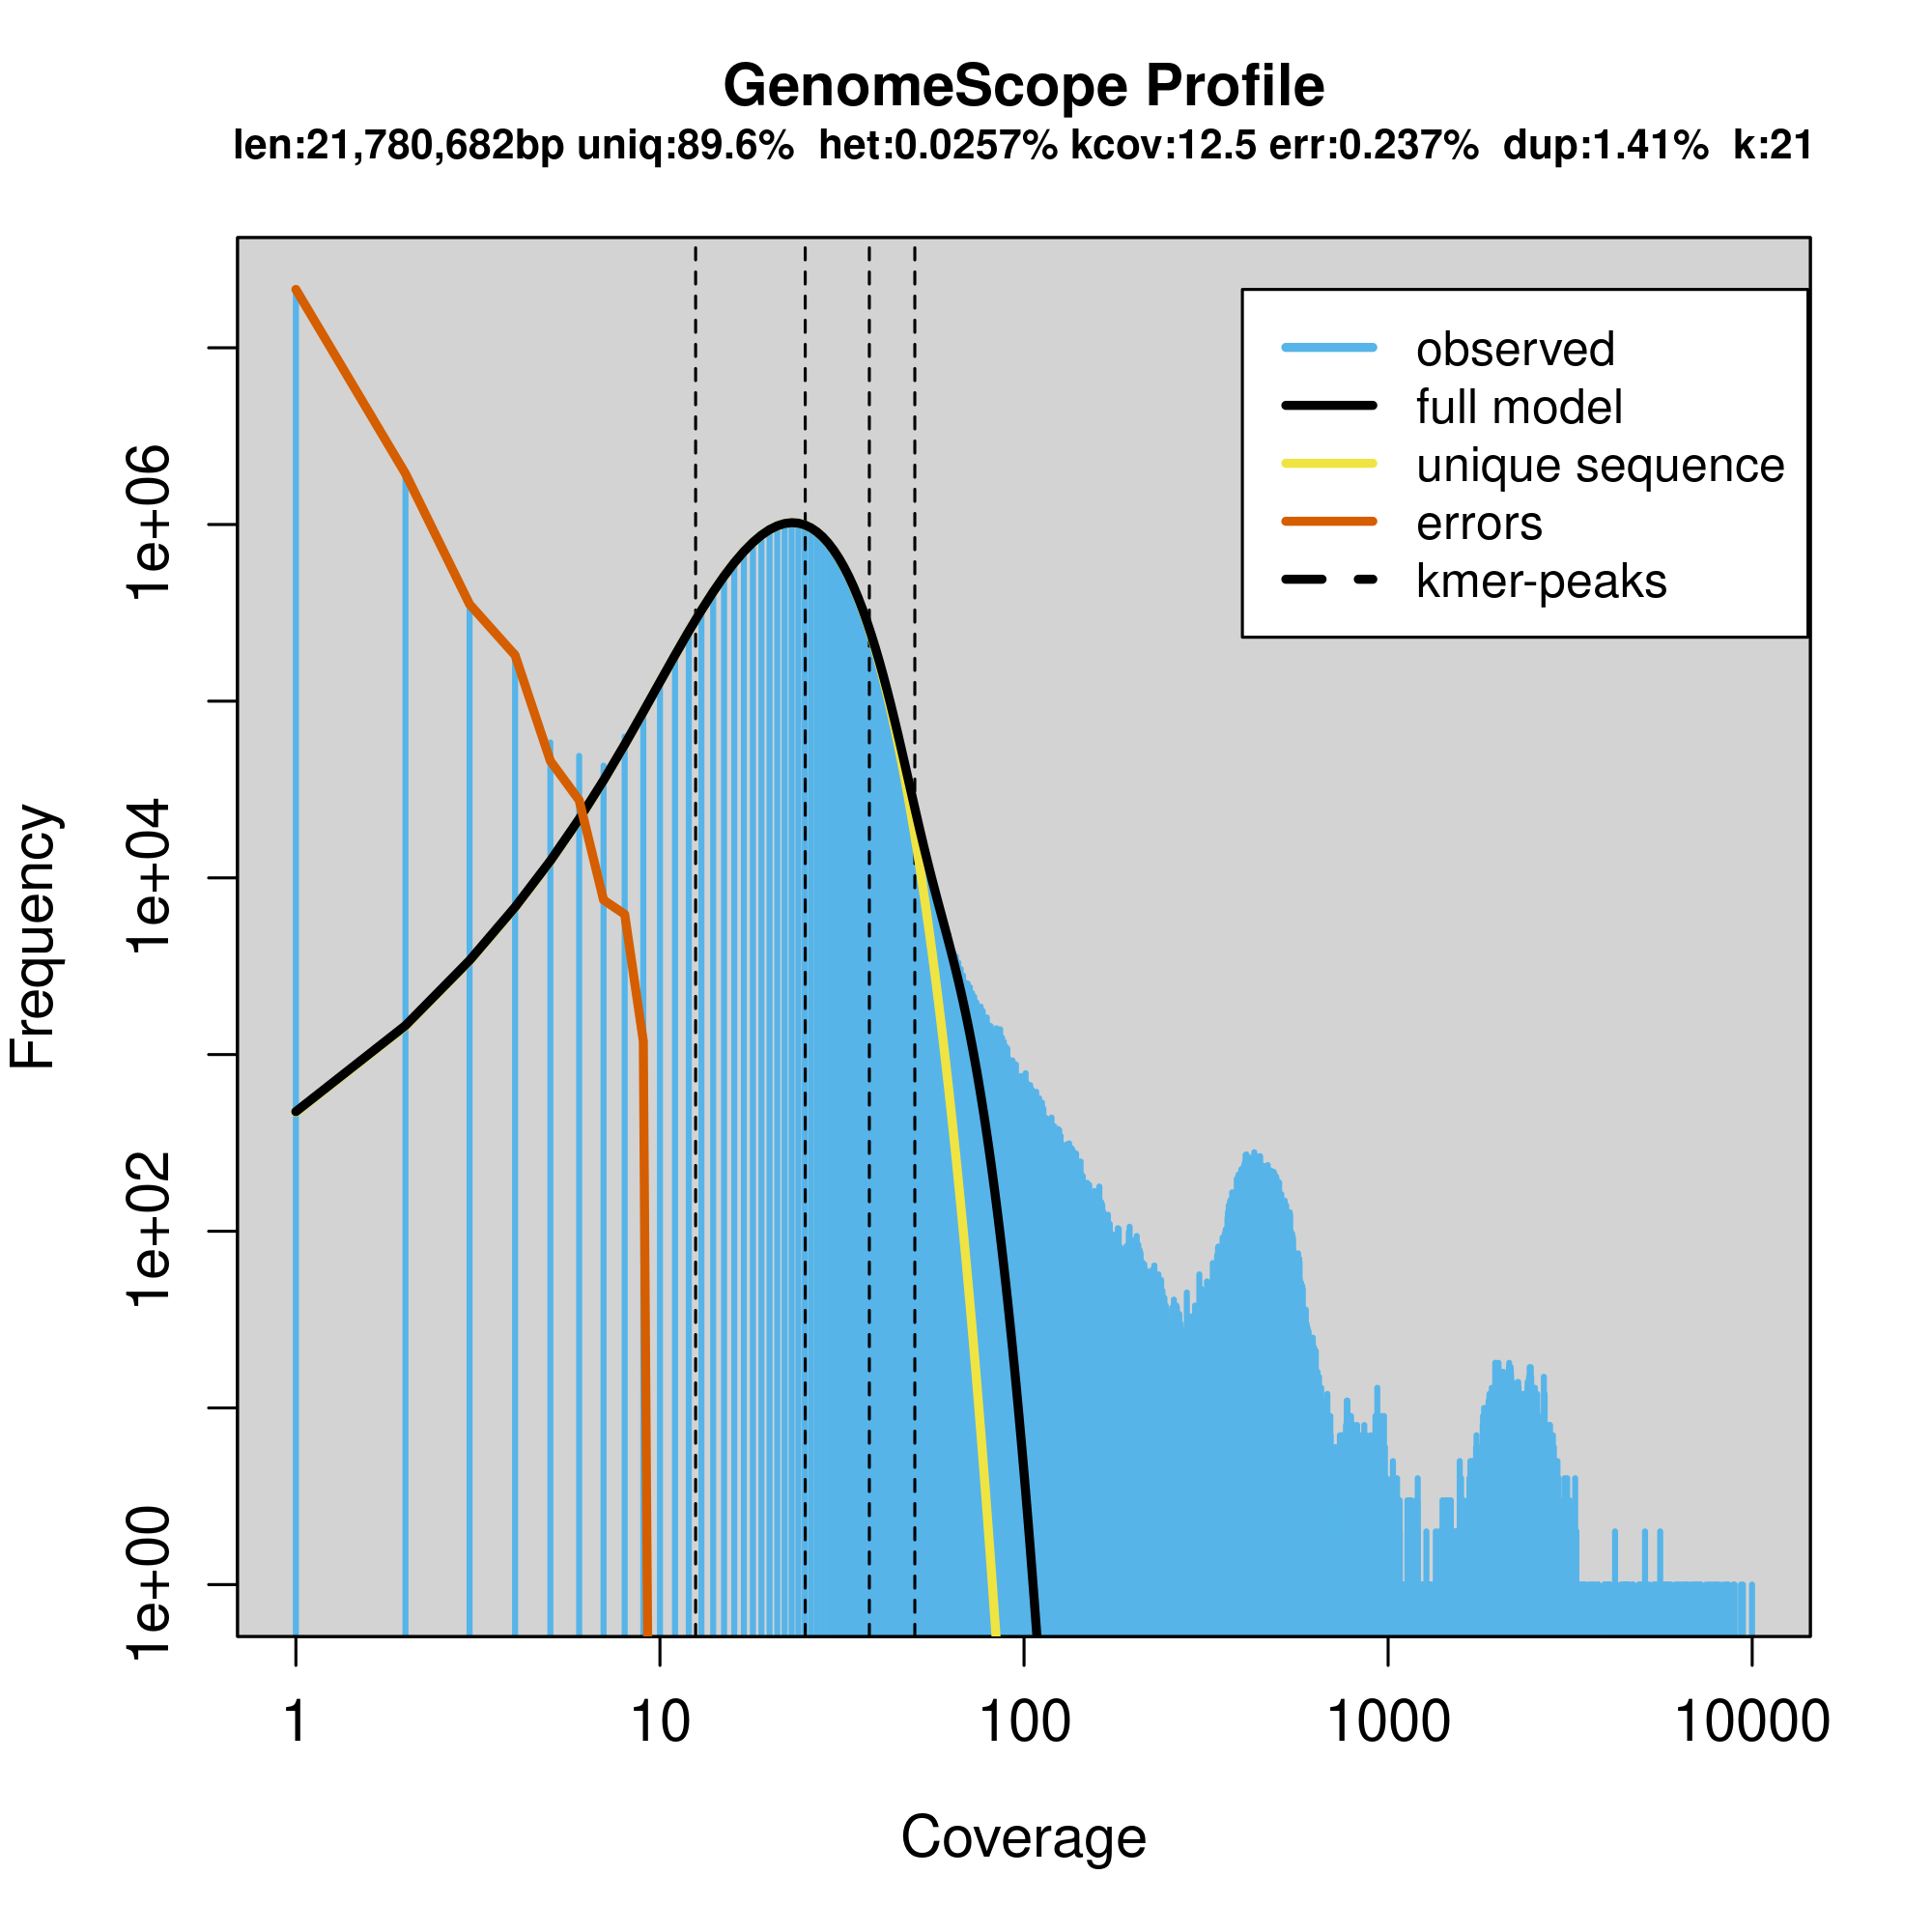 GenomeScope Profile
len:21,780,682bp uniq:89.6% het:0.0257% kcov:12.5 err:0.237% dup:1.41% k:21
observed
full model
unique sequence
errors
kmer-peaks
Frequency
1e+06
1e+04
1e+02
1e+00
1 10 100 1000 10000
Coverage